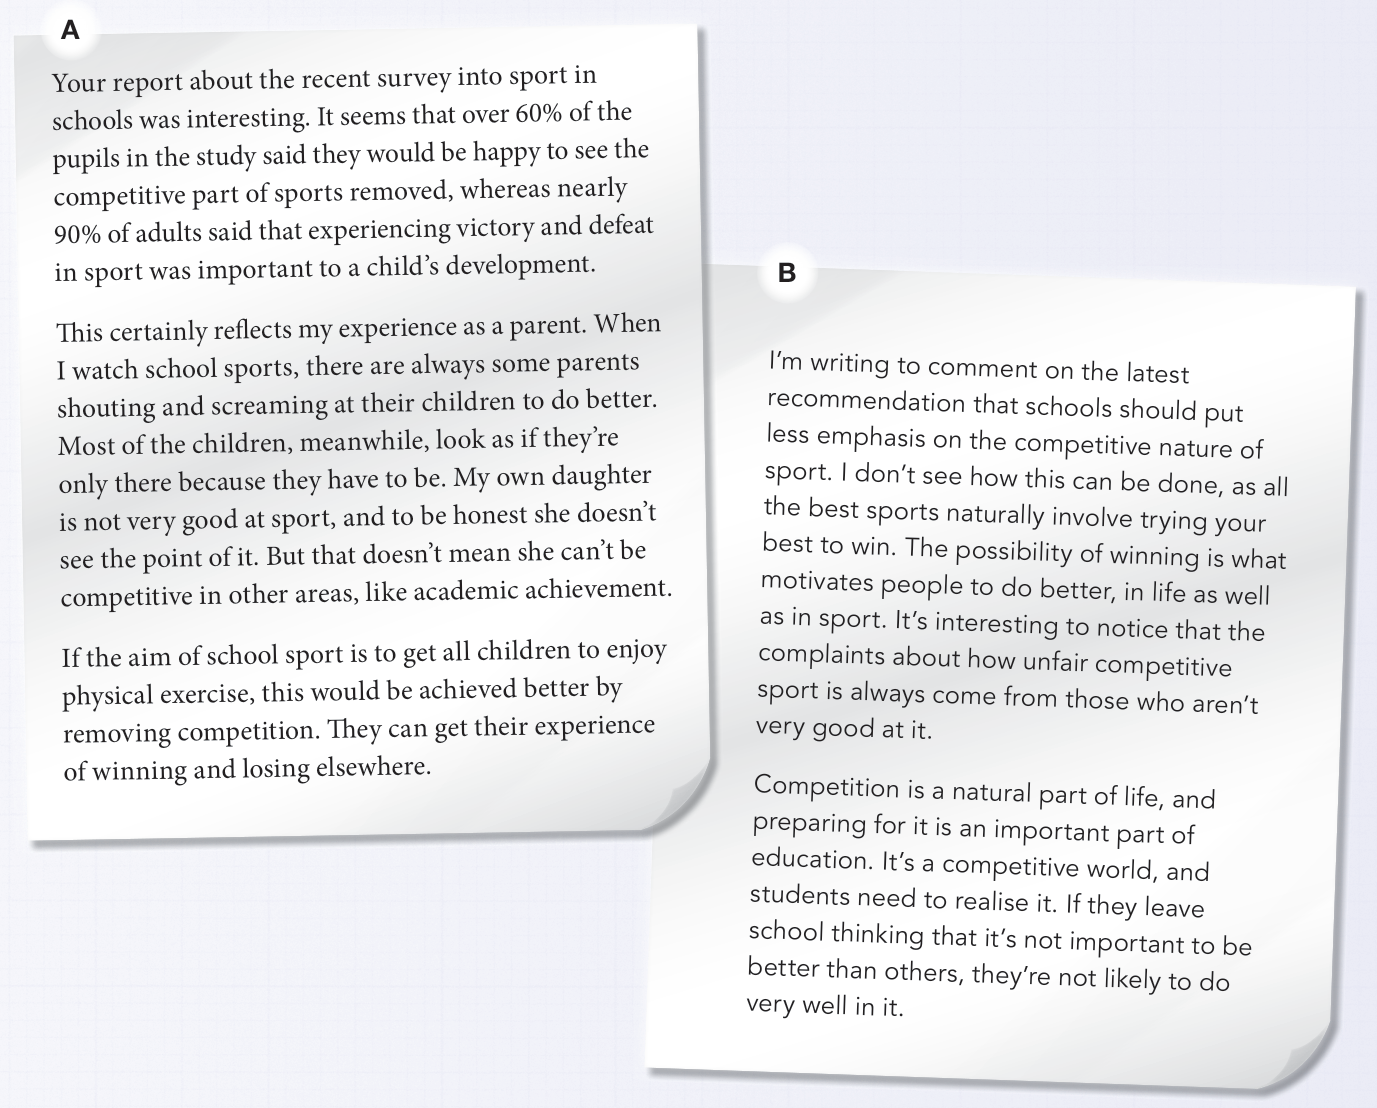 A
Your report about the recent survey into sport in
schools was interesting. It seems that over 60% of the
pupils in the study said they would be happy to see the
competitive part of sports removed, whereas nearly
90% of adults said that experiencing victory and defeat
in sport was important to a child’s development.
This certainly reflects my experience as a parent. When
I watch school sports, there are always some parents
shouting and screaming at their children to do better.
Most of the children, meanwhile, look as if they’re
only there because they have to be. My own daughter
is not very good at sport, and to be honest she doesn’t
see the point of it. But that doesn’t mean she can’t be
competitive in other areas, like academic achievement.
If the aim of school sport is to get all children to enjoy
physical exercise, this would be achieved better by
removing competition. They can get their experience
of winning and losing elsewhere.
B
I’m writing to comment on the latest
recommendation that schools should put
less emphasis on the competitive nature of
sport. I don’t see how this can be done, as all
the best sports naturally involve trying your
best to win. The possibility of winning is what
motivates people to do better, in life as well
as in sport. It’s interesting to notice that the
complaints about how unfair competitive
sport is always come from those who aren’t
very good at it.
Competition is a natural part of life, and
preparing for it is an important part of
education. It’s a competitive world, and
students need to realise it. If they leave
school thinking that it’s not important to be
better than others, they’re not likely to do
very well in it.